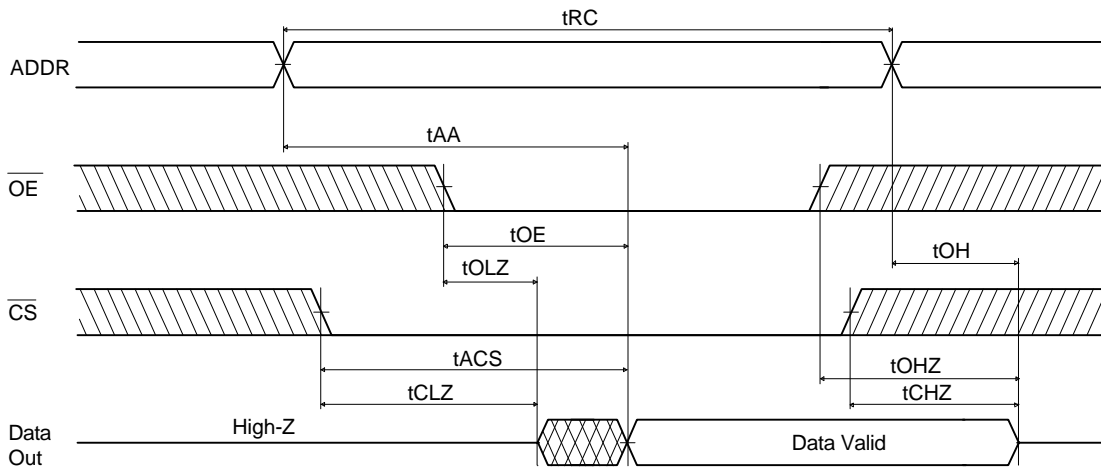 tRC
ADDR
tAA
OE
tOE
tOLZ
tOH
CS
tACS
tOHZ
tCLZ
tCHZ
High-Z
Data
Out
Data Valid